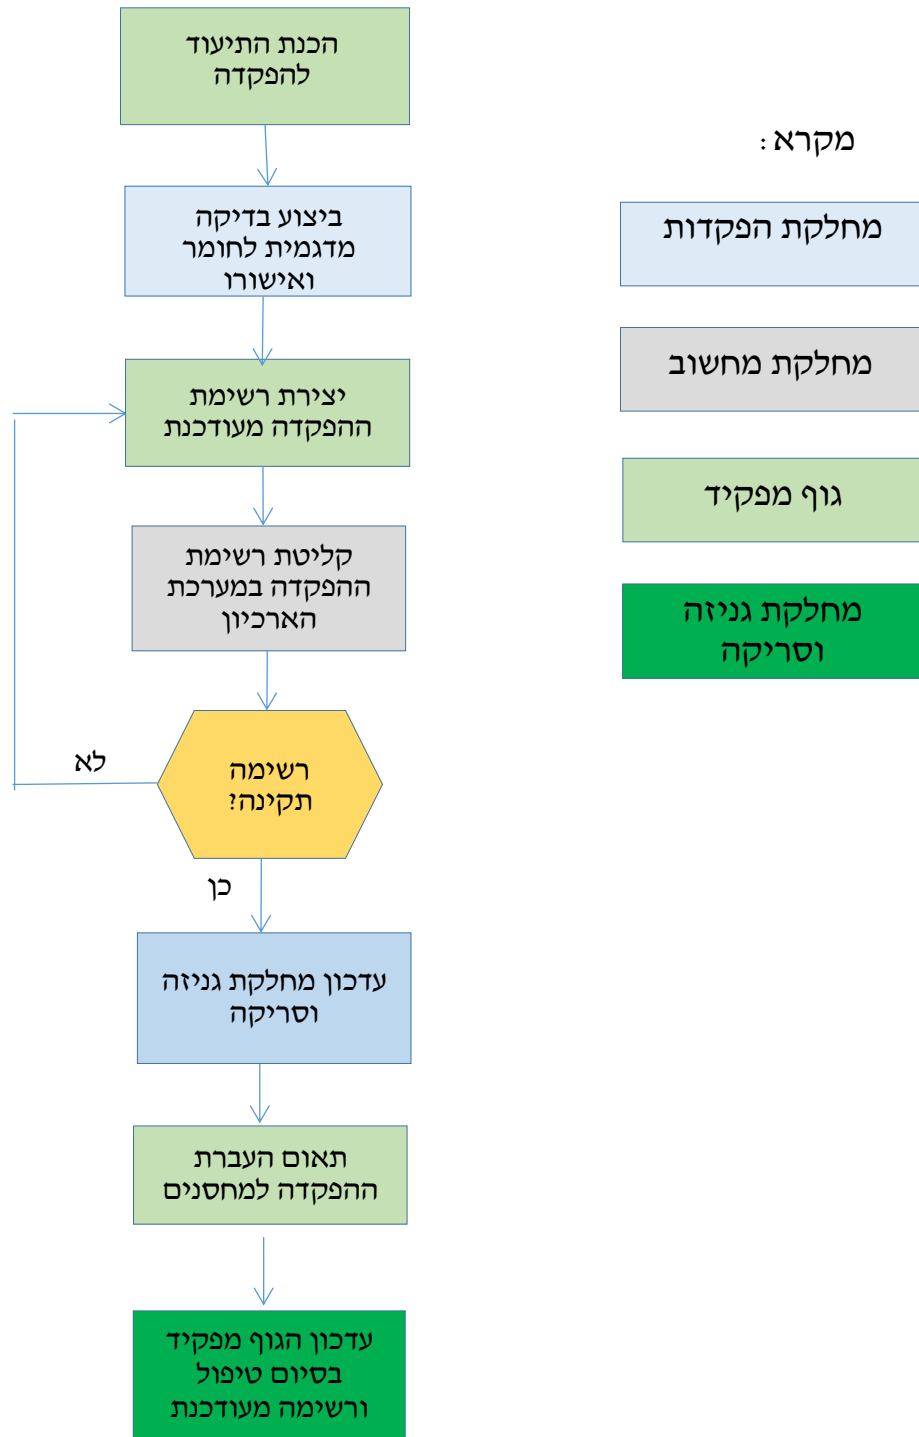 הכנת התיעוד
להפקדה
ביצוע בדיקה
מדגמית לחומר
ואישורו
יצירת רשימת
ההפקדה מעודכנת
קליטת רשימת
ההפקדה במערכת
הארכיון
רשימה
תקינה?
לא
כן
עדכון מחלקת גניזה
וסריקה
תאום העברת
ההפקדה למחסנים
עדכון הגוף מפקיד
בסיום טיפול
ורשימה מעודכנת
מקרא:
מחלקת הפקדות
מחלקת מחשוב
גוף מפקיד
מחלקת גניזה
וסריקה